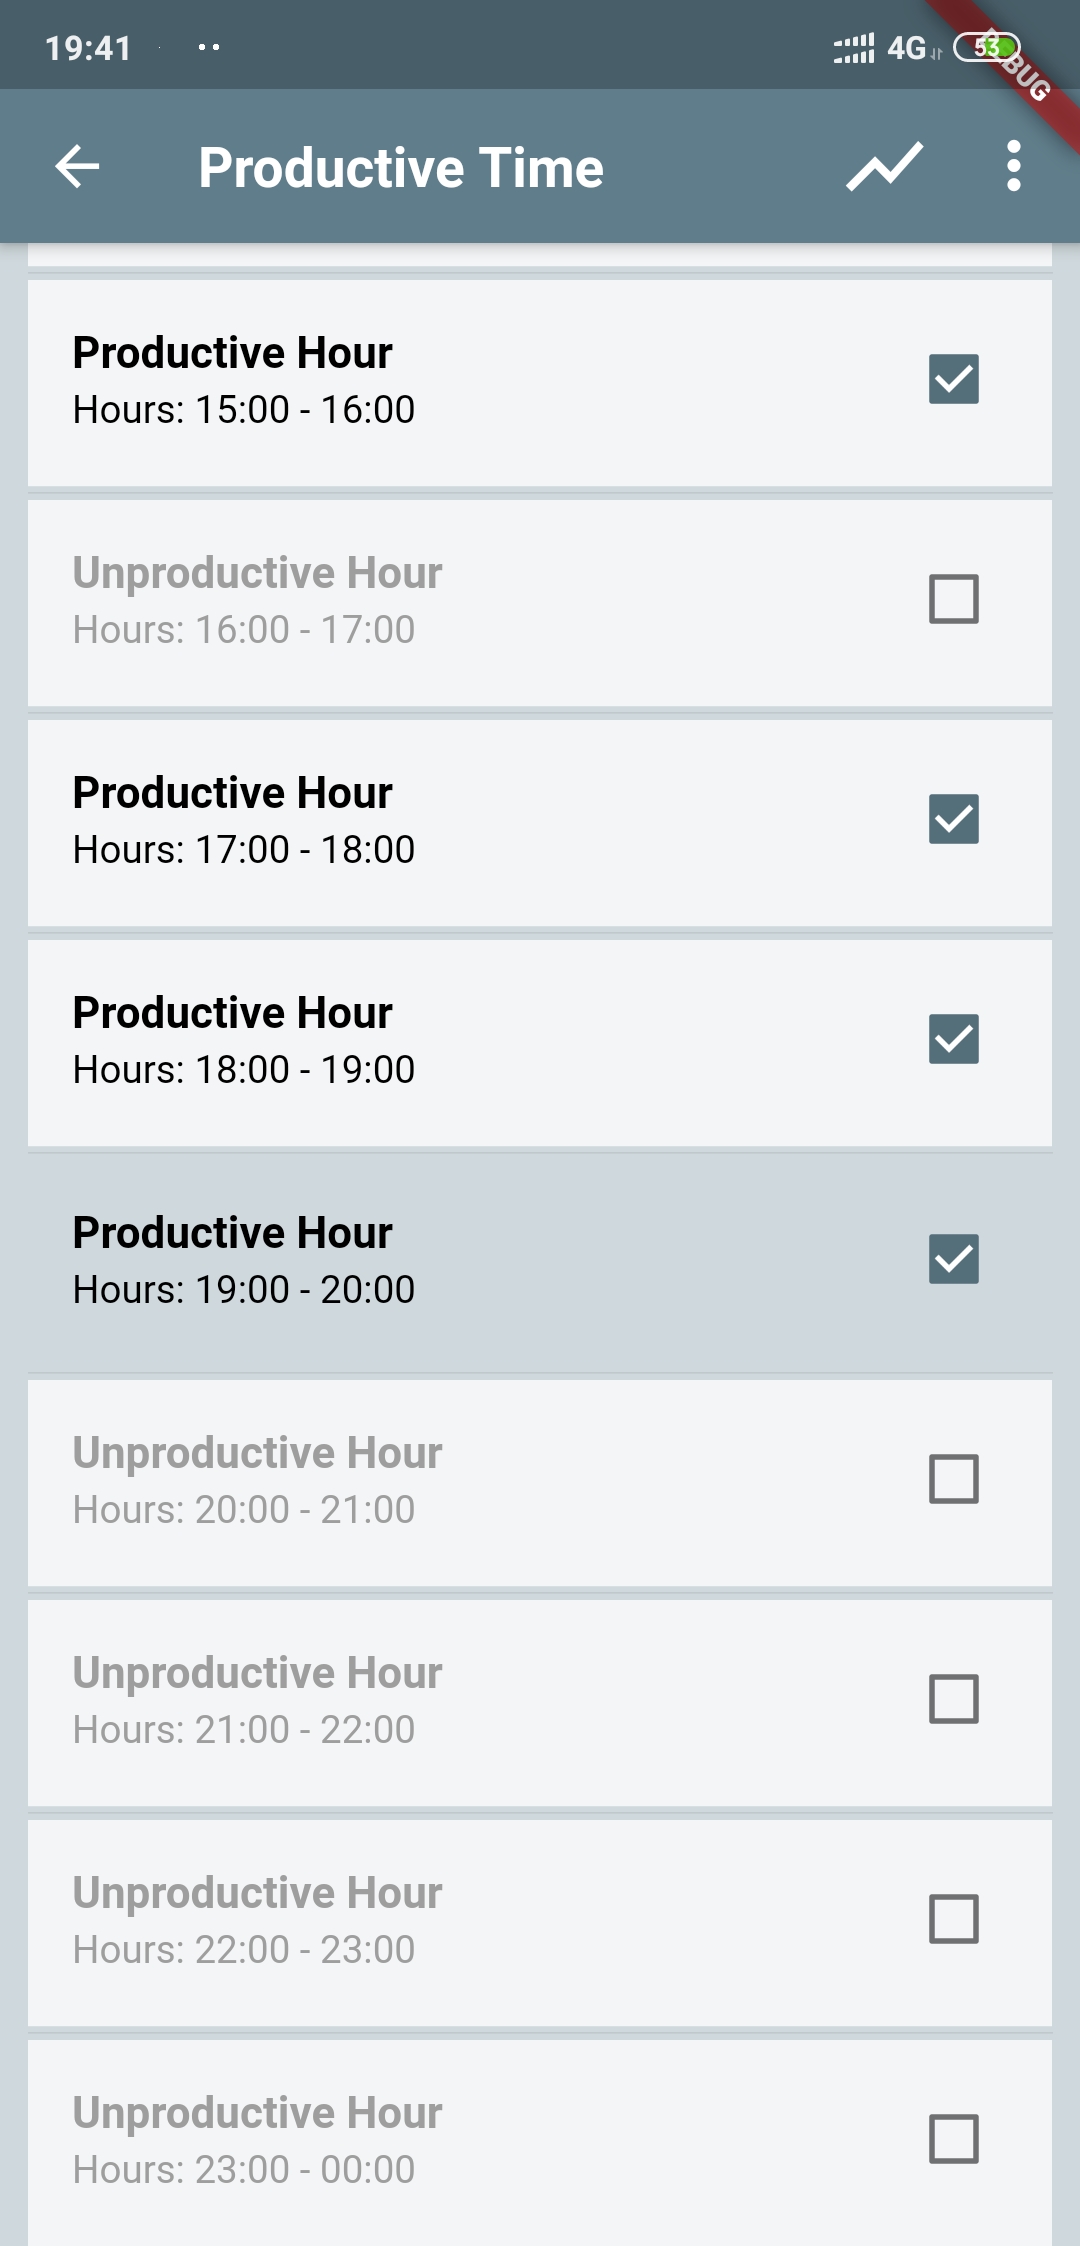 19:41
4G
53
DEBUG
Productive Time
Productive Hour
Hours: 15:00 - 16:00
Unproductive Hour
Hours: 16:00 - 17:00
Productive Hour
Hours: 17:00 - 18:00
Productive Hour
Hours: 18:00 - 19:00
Productive Hour
Hours: 19:00 - 20:00
Unproductive Hour
Hours: 20:00 - 21:00
Unproductive Hour
Hours: 21:00 - 22:00
Unproductive Hour
Hours: 22:00 - 23:00
Unproductive Hour
Hours: 23:00 - 00:00